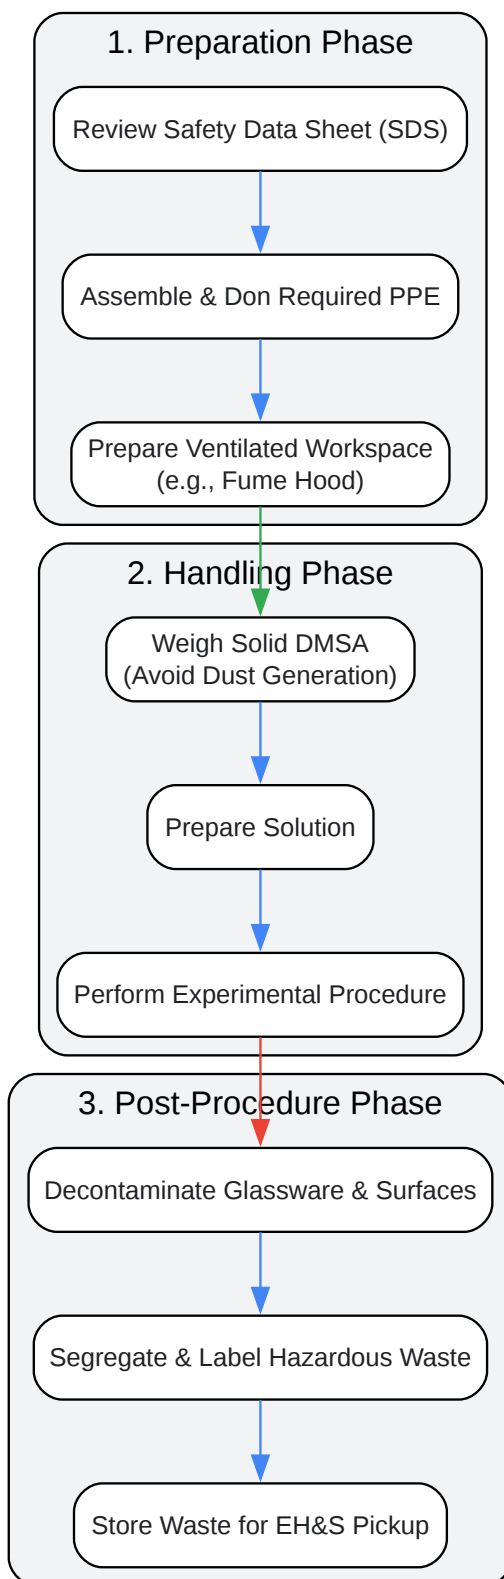 1. Preparation Phase
Review Safety Data Sheet (SDS)
Assemble & Don Required PPE
Prepare Ventilated Workspace
(e.g., Fume Hood)
2. Handling Phase
Weigh Solid DMSA
(Avoid Dust Generation)
Prepare Solution
Perform Experimental Procedure
3. Post-Procedure Phase
Decontaminate Glassware & Surfaces
Segregate & Label Hazardous Waste
Store Waste for EH&S Pickup